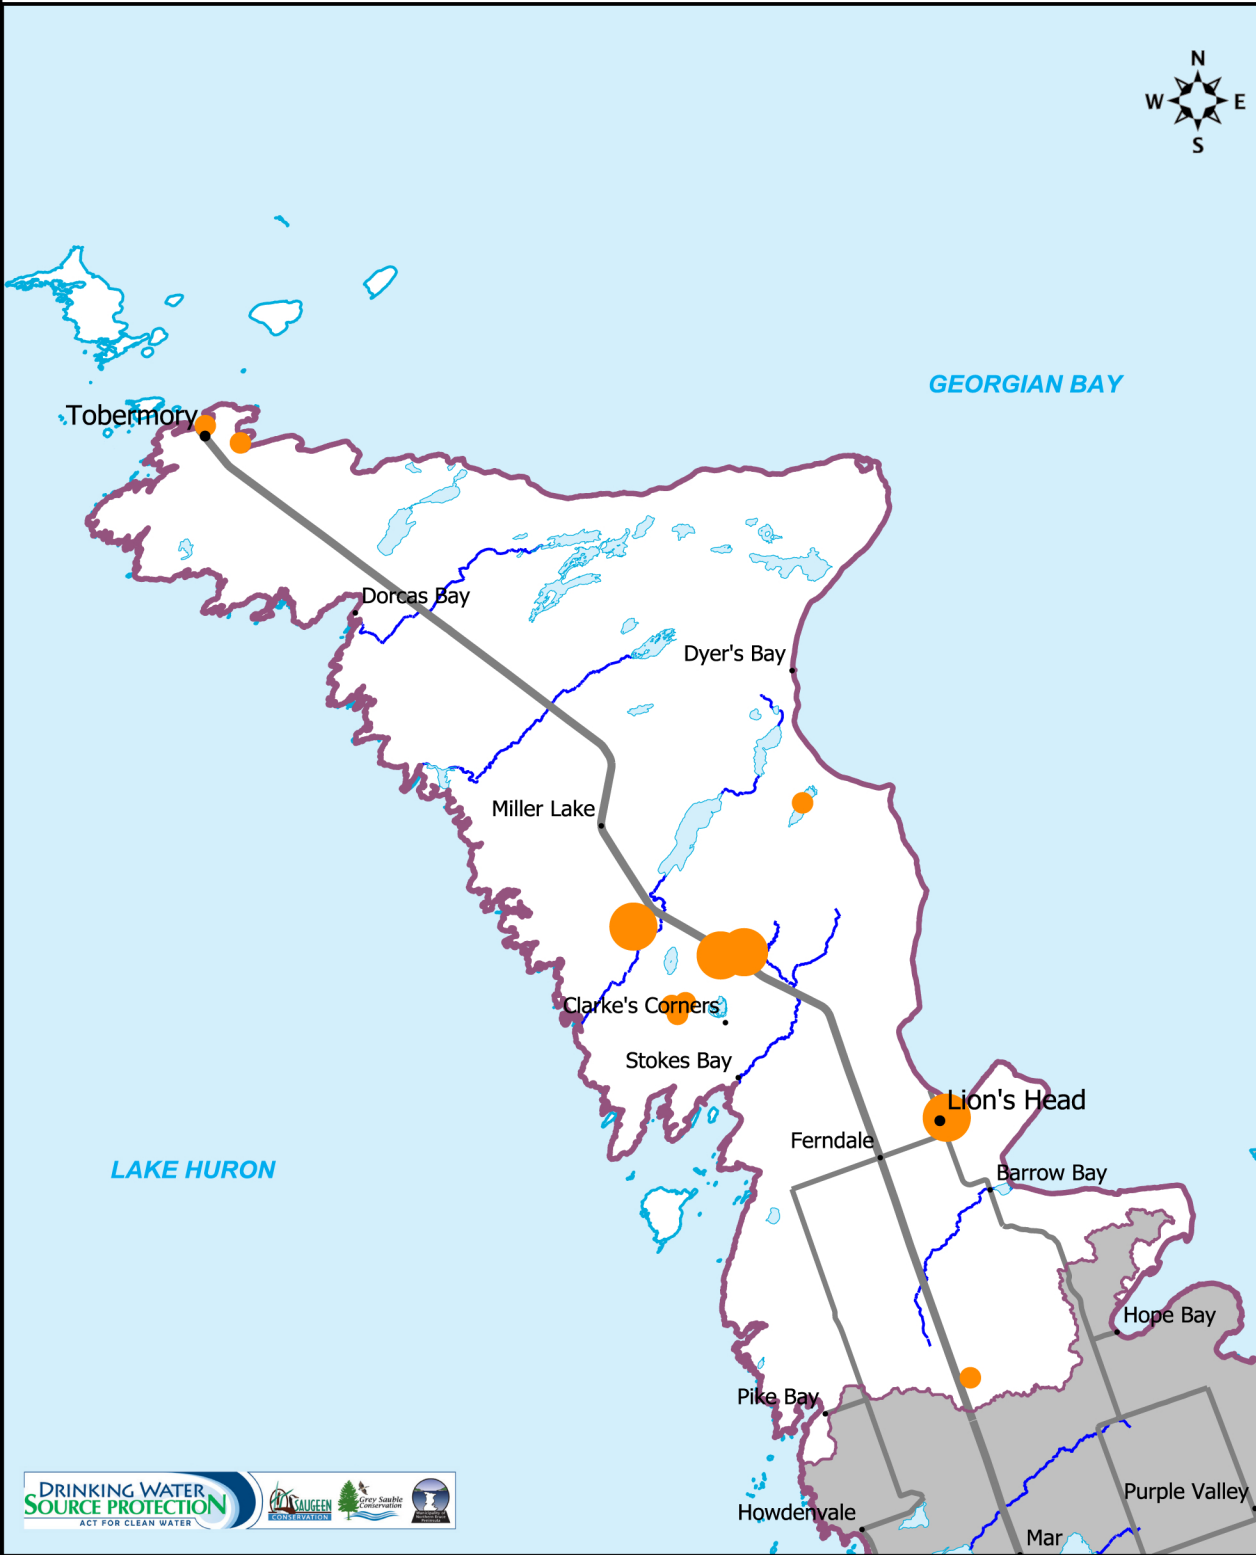 N
W E
S
GEORGIAN BAY
Tobermory
Dorcas Bay
Dyer's Bay
Miller Lake
Clarke's Corners
Stokes Bay
Lion's Head
Ferndale
LAKE HURON
Barrow Bay
Hope Bay
Pike Bay
DRINKING WATER
SOURCE PROTECTION
ACT FOR CLEAN WATER
SAUGEEN
CONSERVATION
Grey Sauble
Conservation
Purple Valley
Howdenvale
Mar